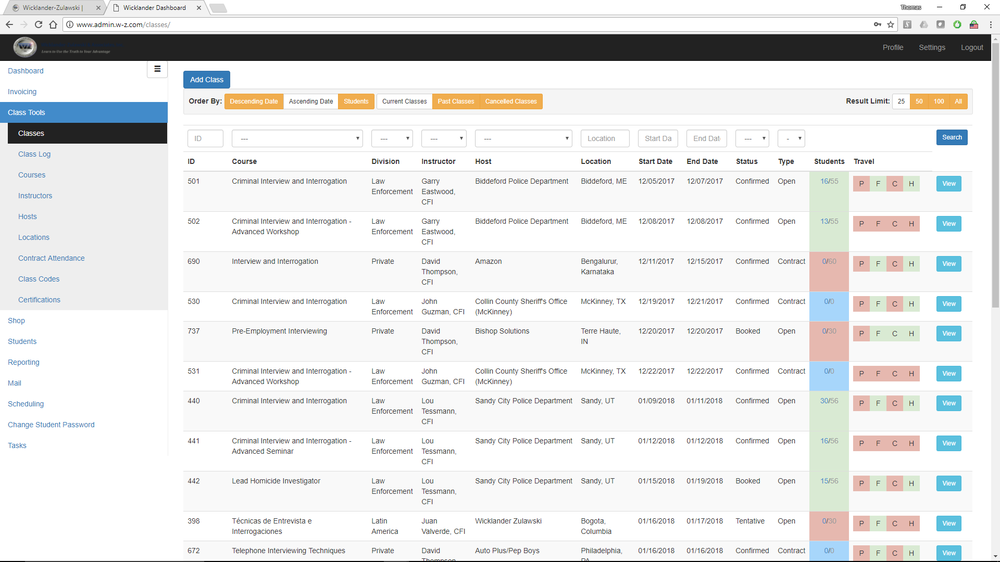 Wicklander-Zulawski |
Wicklander Dashboard
Thomas
www.admin.w-z.com/classes/
Learn to Use the Truth to Your Advantage
Profile Settings Logout
Dashboard
Invoicing
Class Tools
Classes
Class Log
Courses
Instructors
Hosts
Locations
Contract Attendance
Class Codes
Certifications
Shop
Students
Reporting
Mail
Scheduling
Change Student Password
Tasks
Add Class
Order By: Descending Date Ascending Date Students Current Classes Past Classes Cancelled Classes Result Limit: 25 50 100 All
ID --- --- --- --- Location Start Da End Date --- - Search
ID Course Division Instructor Host Location Start Date End Date Status Type Students Travel
501 Criminal Interview and Interrogation Law Garry Biddeford Police Department Biddeford, ME 12/05/2017 12/07/2017 Confirmed Open 16/55 P F C H View
Enforcement Eastwood,
CFI
502 Criminal Interview and Interrogation - Law Garry Biddeford Police Department Biddeford, ME 12/08/2017 12/08/2017 Confirmed Open 13/55 P F C H View
Advanced Workshop Enforcement Eastwood,
CFI
690 Interview and Interrogation Private David Amazon Bengalurur, 12/11/2017 12/15/2017 Confirmed Contract 0/60 P F C H View
Thompson, Karnataka
CFI
530 Criminal Interview and Interrogation Law John Collin County Sheriff's Office McKinney, TX 12/19/2017 12/21/2017 Confirmed Contract 0/0 P F C H View
Enforcement Guzman, CFI (McKinney)
737 Pre-Employment Interviewing Private David Bishop Solutions Terre Haute, 12/20/2017 12/20/2017 Booked Open 0/30 P F C H View
Thompson, IN
CFI
531 Criminal Interview and Interrogation - Law John Collin County Sheriff's Office McKinney, TX 12/22/2017 12/22/2017 Confirmed Contract 0/0 P F C H View
Advanced Workshop Enforcement Guzman, CFI (McKinney)
440 Criminal Interview and Interrogation Law Lou Sandy City Police Department Sandy, UT 01/09/2018 01/11/2018 Confirmed Open 30/56 P F C H View
Enforcement Tessmann,
CFI
441 Criminal Interview and Interrogation - Law Lou Sandy City Police Department Sandy, UT 01/12/2018 01/12/2018 Confirmed Open 16/56 P F C H View
Advanced Seminar Enforcement Tessmann,
CFI
442 Lead Homicide Investigator Law Lou Sandy City Police Department Sandy, UT 01/15/2018 01/19/2018 Booked Open 15/56 P F C H View
Enforcement Tessmann,
CFI
398 Técnicas de Entrevista e Latin Juan Wicklander Zulawski Bogota, 01/16/2018 01/17/2018 Tentative Open 0/30 P F C H View
Interrogaciones America Valverde, CFI Columbia
672 Telephone Interviewing Techniques Private David Auto Plus/Pep Boys Philadelphia, 01/16/2018 01/16/2018 Confirmed Contract 0/0 P F C H View
Thompson, PA